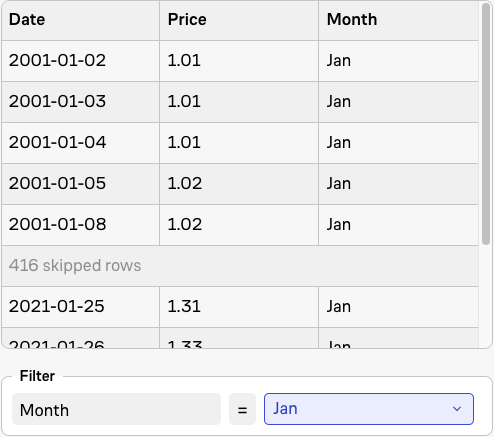 Date Price Month
2001-01-02 1.01 Jan
2001-01-03 1.01 Jan
2001-01-04 1.01 Jan
2001-01-05 1.02 Jan
2001-01-08 1.02 Jan
416 skipped rows
2021-01-25 1.31 Jan
2021-01-26 1.33 Jan
Filter
Month = Jan